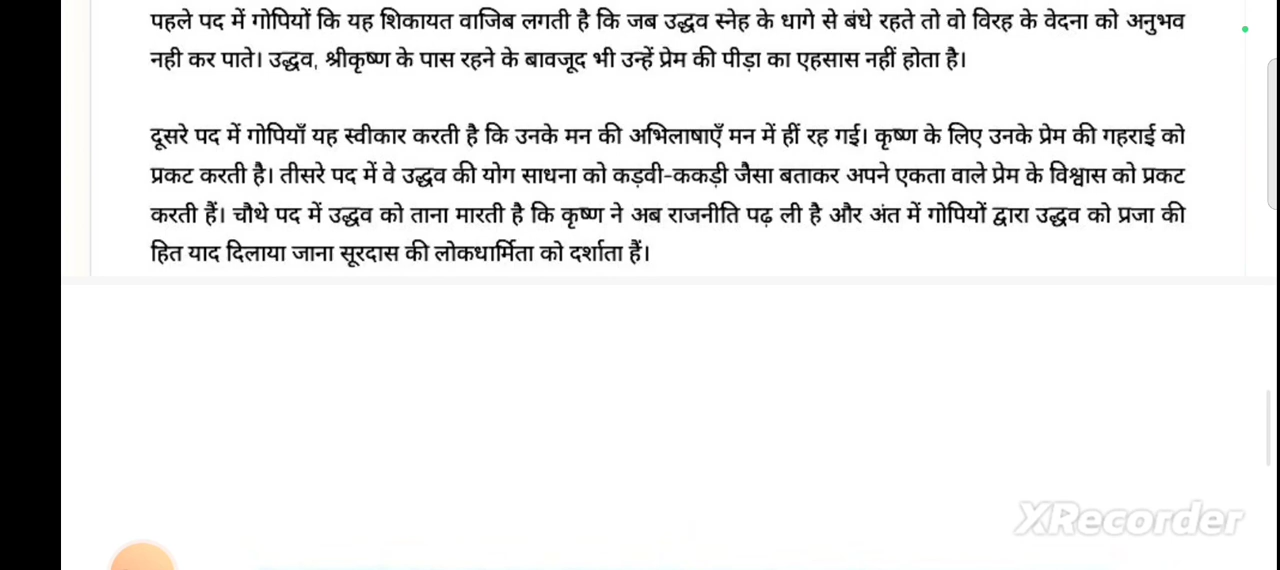 पहले पद में गोपियों कि यह शिकायत वाजिब लगती है कि जब उद्धव स्नेह के धागे से बंधे रहते तो वो विरह के वेदना को अनुभव
नही कर पाते। उद्धव, श्रीकृष्ण के पास रहने के बावजूद भी उन्हें प्रेम की पीड़ा का एहसास नहीं होता है।
दूसरे पद में गोपियाँ यह स्वीकार करती है कि उनके मन की अभिलाषाएँ मन में हीं रह गई। कृष्ण के लिए उनके प्रेम की गहराई को
प्रकट करती है। तीसरे पद में वे उद्धव की योग साधना को कड़वी-ककड़ी जैसा बताकर अपने एकता वाले प्रेम के विश्वास को प्रकट
करती हैं। चौथे पद में उद्धव को ताना मारती है कि कृष्ण ने अब राजनीति पढ़ ली है और अंत में गोपियों द्वारा उद्धव को प्रजा की
हित याद दिलाया जाना सूरदास की लोकधार्मिता को दर्शाता हैं।
XRecorder